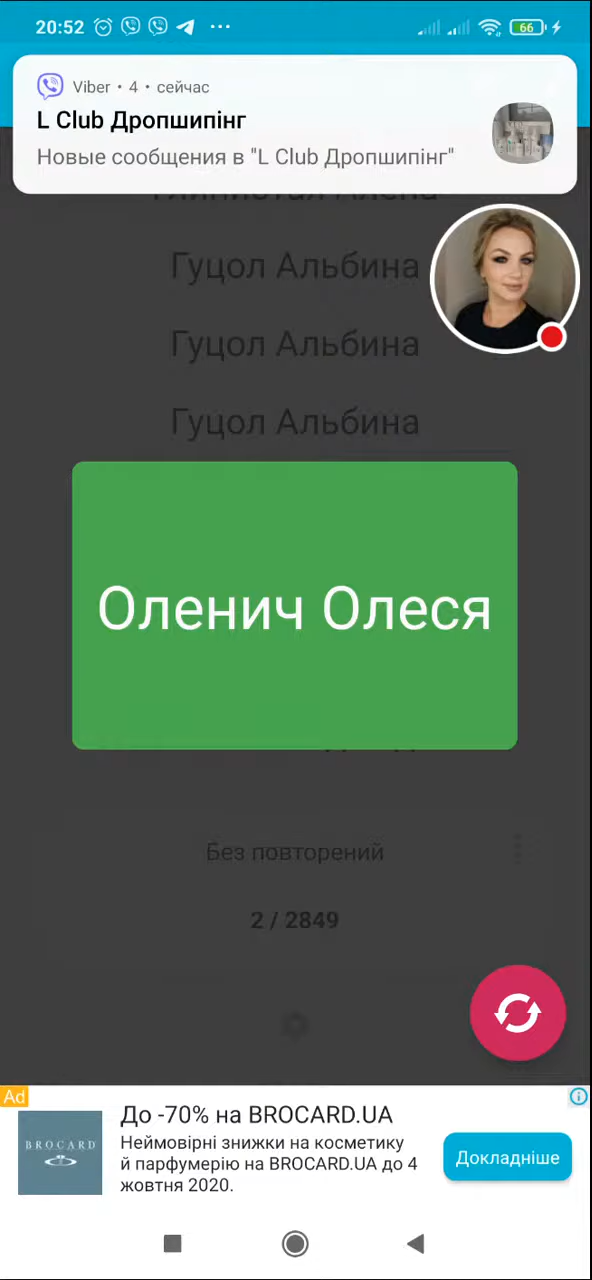 20:52
66
Viber • 4 • сейчас
L Club Дропшипінг
Новые сообщения в "L Club Дропшипінг"
Гуцол Альбина
Гуцол Альбина
Гуцол Альбина
Оленич Олеся
Без повторений
2 / 2849
Ad
До -70% на BROCARD.UA
BROCARD
Неймовірні знижки на косметику
й парфумерію на BROCARD.UA до 4
жовтня 2020.
Докладніше